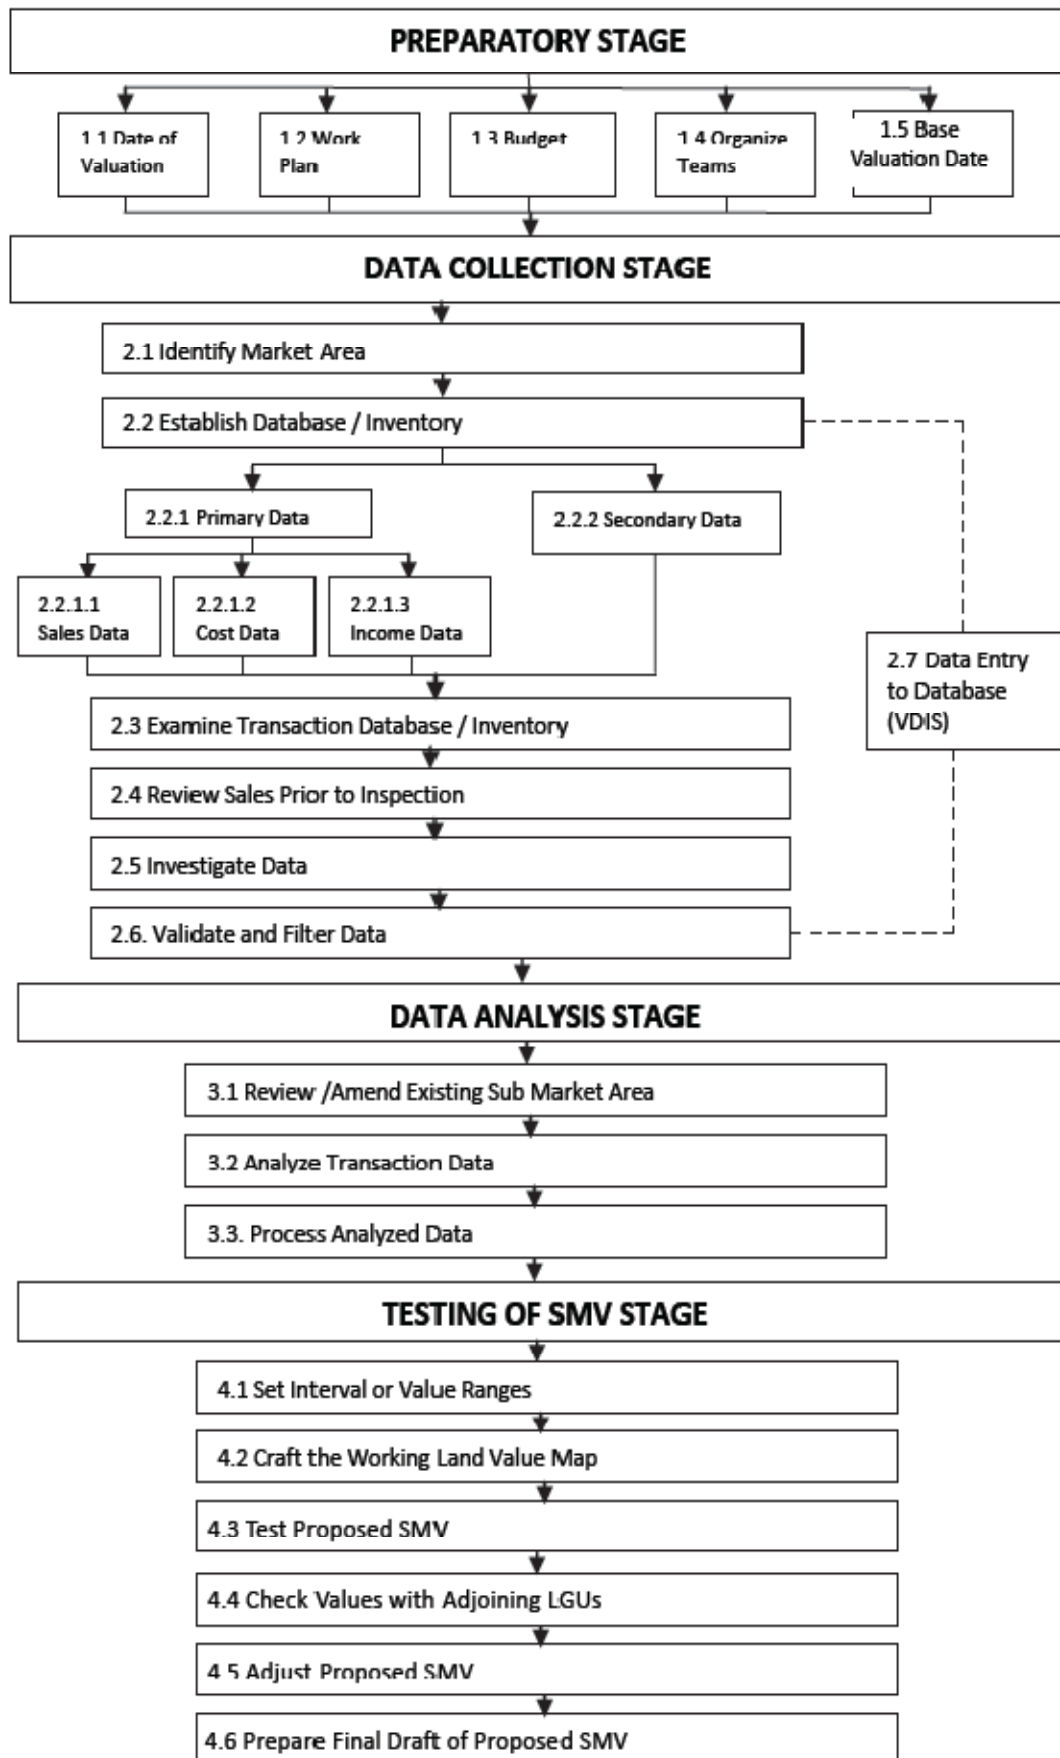 PREPARATORY STAGE
1.1 Date of
Valuation
1.2 Work
Plan
1.3 Budget
1.4 Organize
Teams
1.5 Base
Valuation Date
DATA COLLECTION STAGE
2.1 Identify Market Area
2.2 Establish Database / Inventory
2.2.1 Primary Data
2.2.2 Secondary Data
2.2.1.1
Sales Data
2.2.1.2
Cost Data
2.2.1.3
Income Data
2.7 Data Entry
to Database
(VDIS)
2.3 Examine Transaction Database / Inventory
2.4 Review Sales Prior to Inspection
2.5 Investigate Data
2.6. Validate and Filter Data
DATA ANALYSIS STAGE
3.1 Review /Amend Existing Sub Market Area
3.2 Analyze Transaction Data
3.3. Process Analyzed Data
TESTING OF SMV STAGE
4.1 Set Interval or Value Ranges
4.2 Craft the Working Land Value Map
4.3 Test Proposed SMV
4.4 Check Values with Adjoining LGUs
4.5 Adjust Proposed SMV
4.6 Prepare Final Draft of Proposed SMV